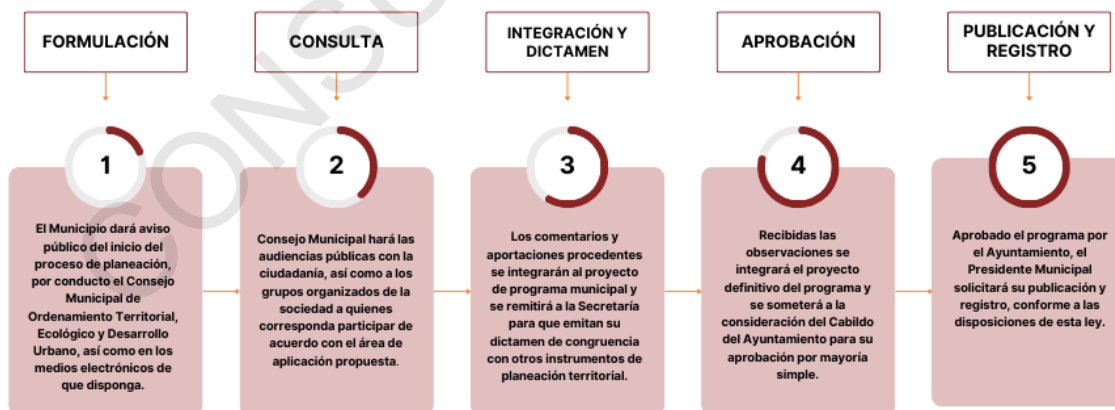 FORMULACIÓN
1
El Municipio dará aviso
público del inicio del
proceso de planeación,
por conducto el Consejo
Municipal de
Ordenamiento Territorial,
Ecológico y Desarrollo
Urbano, así como en los
medios electrónicos de
que disponga.
CONSULTA
2
Consejo Municipal hará las
audiencias públicas con la
ciudadanía, así como a los
grupos organizados de la
sociedad a quienes
corresponda participar de
acuerdo con el área de
aplicación propuesta.
INTEGRACIÓN Y
DICTAMEN
3
Los comentarios y
aportaciones procedentes
se integrarán al proyecto
de programa municipal y
se remitirá a la Secretaría
para que emitan su
dictamen de congruencia
con otros instrumentos de
planeación territorial.
APROBACIÓN
4
Recibidas las
observaciones se
integrará el proyecto
definitivo del programa y
se someterá a la
consideración del Cabildo
del Ayuntamiento para su
aprobación por mayoría
simple.
PUBLICACIÓN Y
REGISTRO
5
Aprobado el programa por
el Ayuntamiento, el
Presidente Municipal
solicitará su publicación y
registro, conforme a las
disposiciones de esta ley.